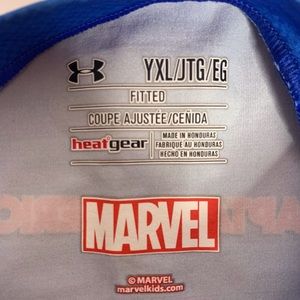 YXL/JTG/EG
FITTED
COUPE AJUSTÉE/CEÑIDA
heatgear
MADE IN HONDURAS
FABRIQUE AU HONDURAS
HECHO EN HONDURAS
MARVEL
©MARVEL
marvelkids.com